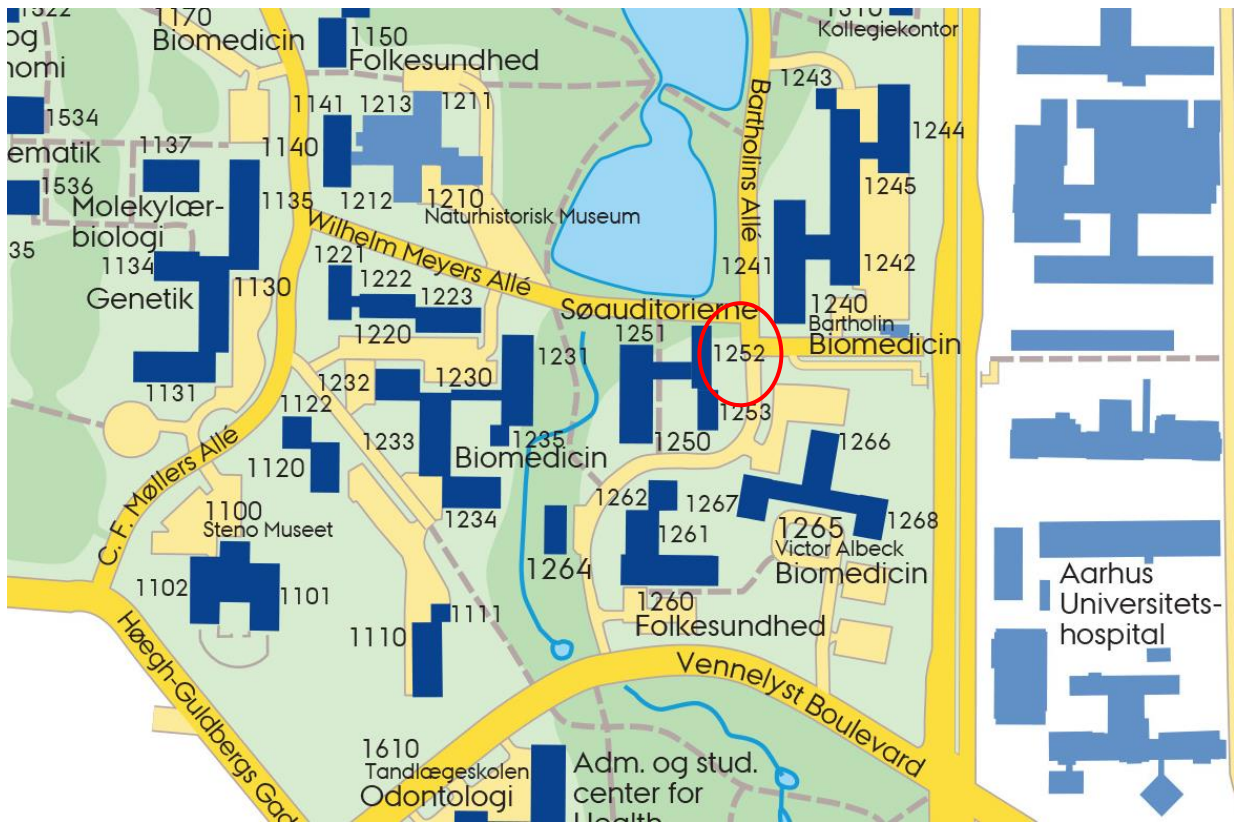 1522
og
nomi
1170
Biomedicin
1150
Folkesundhed
1310
Kollegiekontor
1534
ematik
1536
35
1137
Molekylær-
biologi
1134
Genetik
1135
1130
1131
1141
1140
1213
1211
1212
1210
Naturhistorisk Museum
Wilhelm Meyers Allé
Bartholins Allé
1243
1244
1245
1241
1242
1240
Bartholin
Biomedicin
1221
1222
1223
1220
Søauditorierne
1251
1252
1253
1250
1231
1232
1230
1233
1235
Biomedicin
1234
1122
1120
C. F. Møllers Allé
1100
Steno Museet
1102
1101
1111
1110
1262
1261
1264
1260
Folkesundhed
1266
1267
1268
1265
Victor Albeck
Biomedicin
Aarhus
Universitets-
hospital
Høegh-Guldbergs Gad
Vennelyst Boulevard
1610
Tandlægeskolen
Odontologi
Adm. og stud.
center for
Health